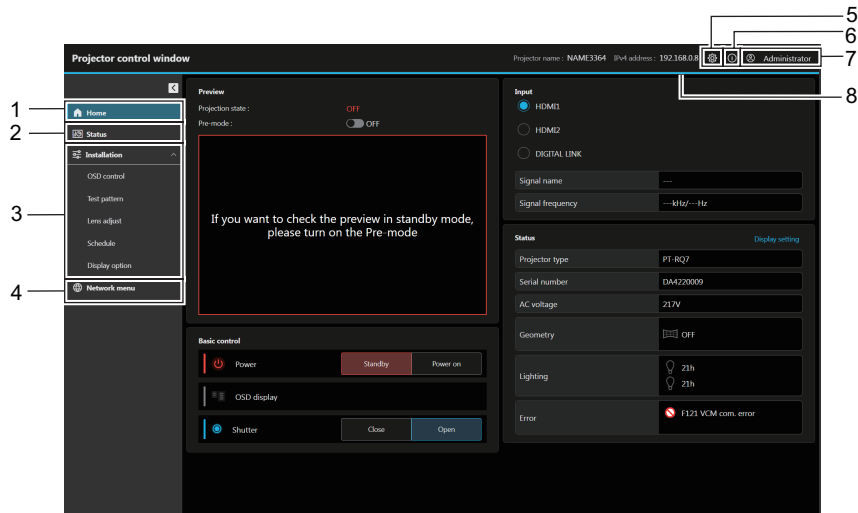 5
6
Projector control window
Projector name : NAME3364 IPv4 address : 192.168.0.8
Administrator
7
8
1
Home
2
Status
3
Installation
OSD control
Test pattern
Lens adjust
Schedule
Display option
4
Network menu
Preview
Projection state : OFF
Pre-mode : OFF
If you want to check the preview in standby mode,
please turn on the Pre-mode
Basic control
Power Standby Power on
OSD display
Shutter Close Open
Input
HDMI1
HDMI2
DIGITAL LINK
Signal name ---
Signal frequency ---kHz/---Hz
Status Display setting
Projector type PT-RQ7
Serial number DA4220009
AC voltage 217V
Geometry OFF
Lighting 21h
21h
Error F121 VCM com. error